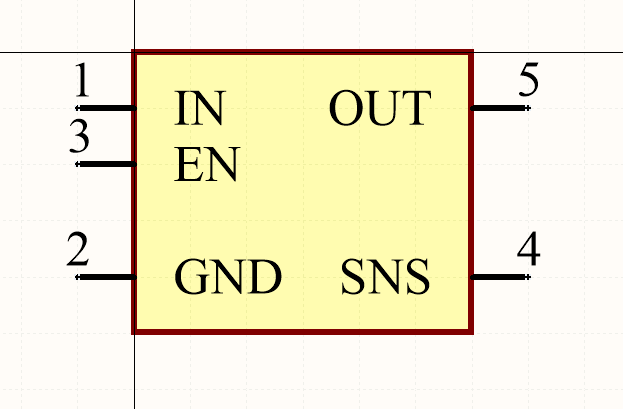 1 IN OUT 5
3 EN
2 GND SNS 4